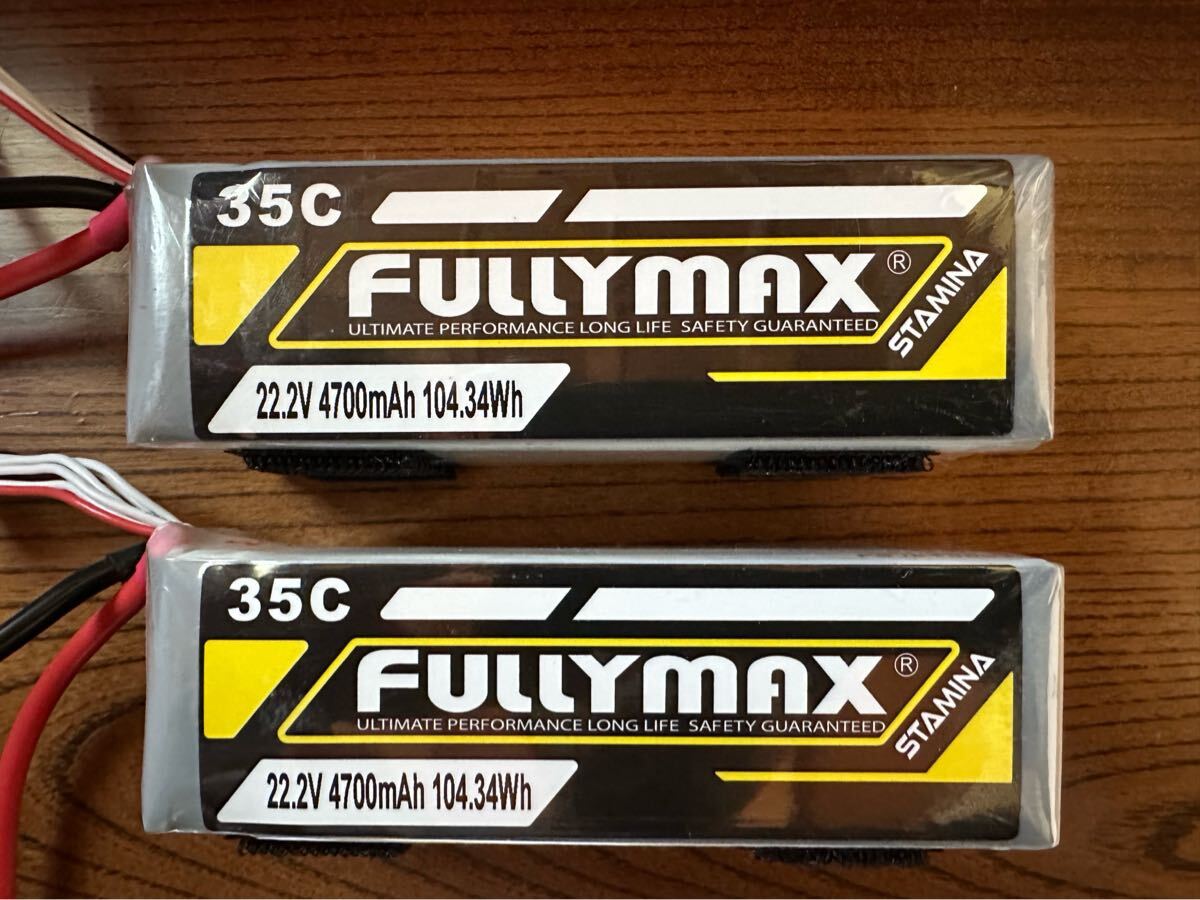 35C
FULLYMAX®
ULTIMATE PERFORMANCE LONG LIFE SAFETY GUARANTEED
STAMINA
22.2V 4700mAh 104.34Wh
35C
FULLYMAX®
ULTIMATE PERFORMANCE LONG LIFE SAFETY GUARANTEED
STAMINA
22.2V 4700mAh 104.34Wh